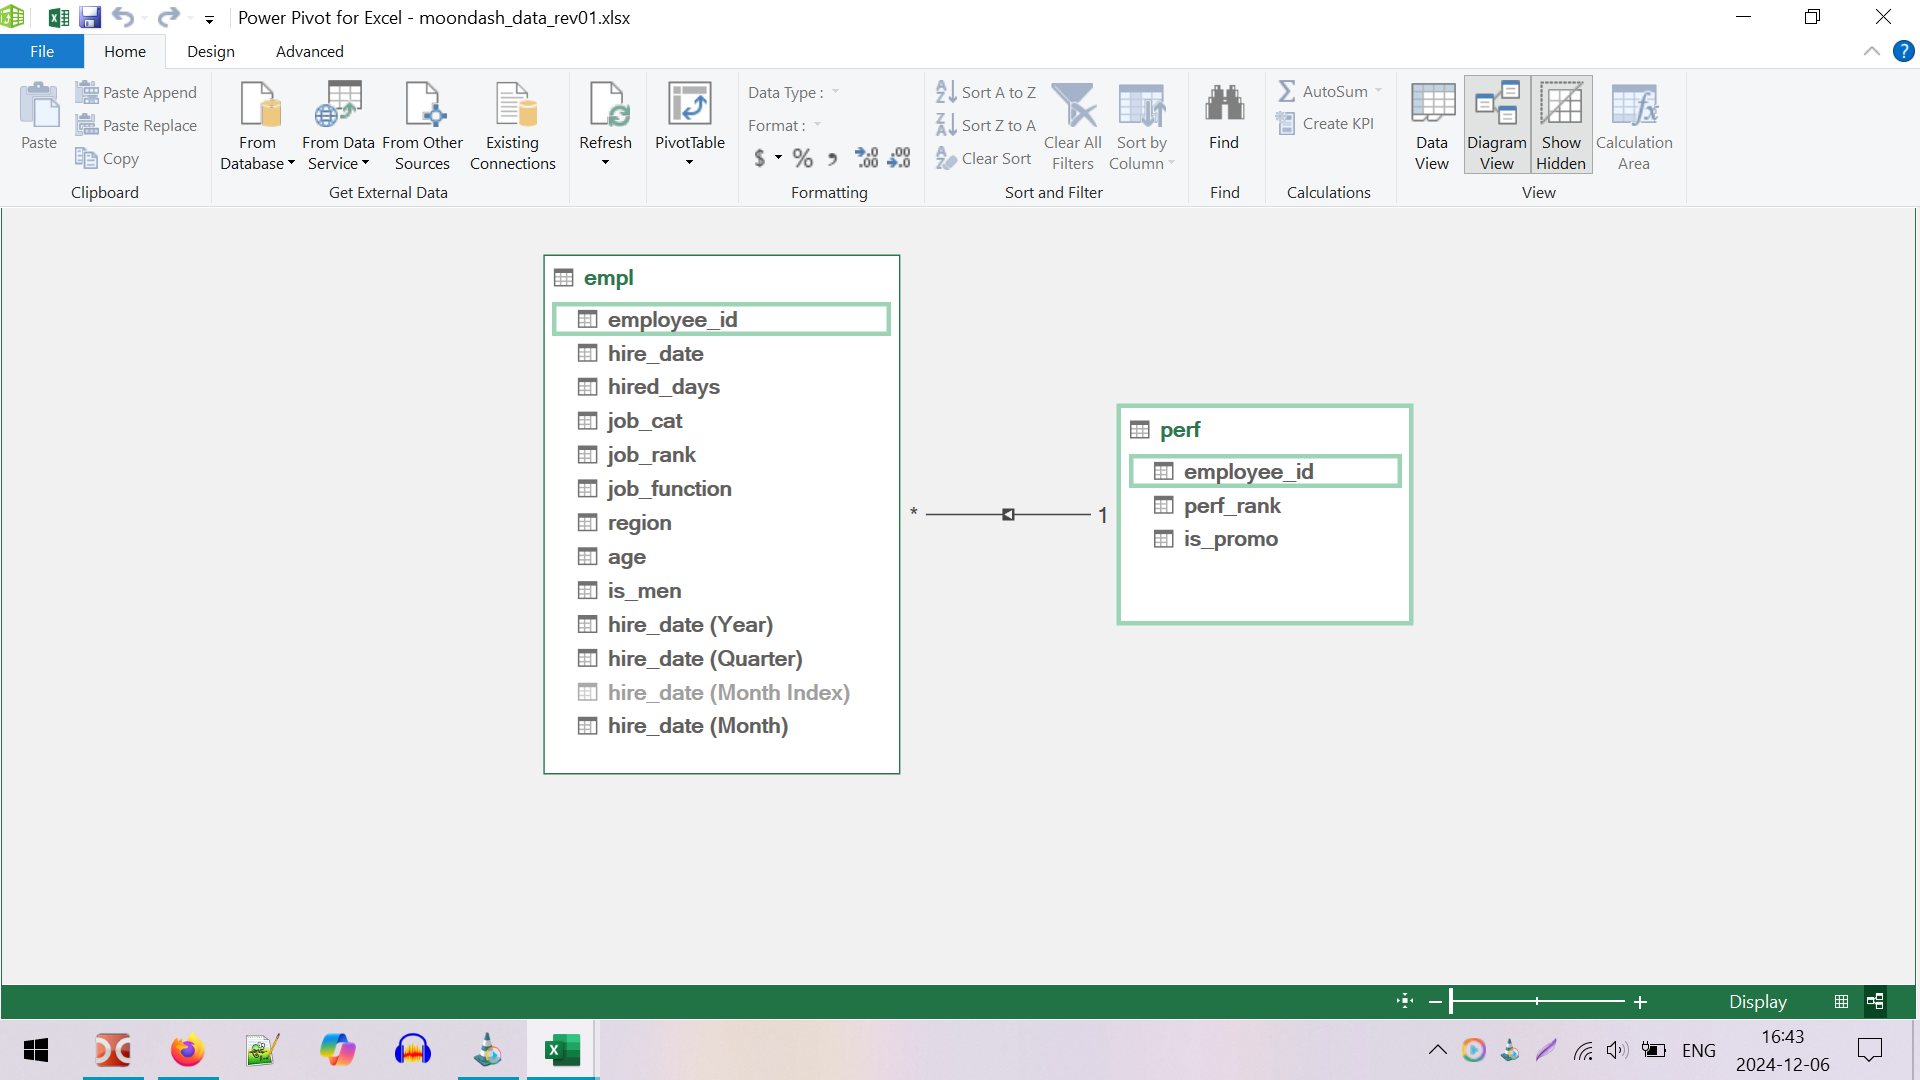 Power Pivot for Excel - moondash_data_rev01.xlsx
File Home Design Advanced
Paste
Paste Append
Paste Replace
Copy
Clipboard
From Database
From Data Service
From Other Sources
Existing Connections
Get External Data
Refresh
PivotTable
Data Type :
Format :
$ % ,
Formatting
Sort A to Z
Sort Z to A
Clear Sort
Clear All Filters
Sort by Column
Sort and Filter
Find
Find
AutoSum
Create KPI
Calculations
Data View
Diagram View
Show Hidden
Calculation Area
View
empl
employee_id
hire_date
hired_days
job_cat
job_rank
job_function
region
age
is_men
hire_date (Year)
hire_date (Quarter)
hire_date (Month Index)
hire_date (Month)
* 1
perf
employee_id
perf_rank
is_promo
Display
ENG
16:43
2024-12-06